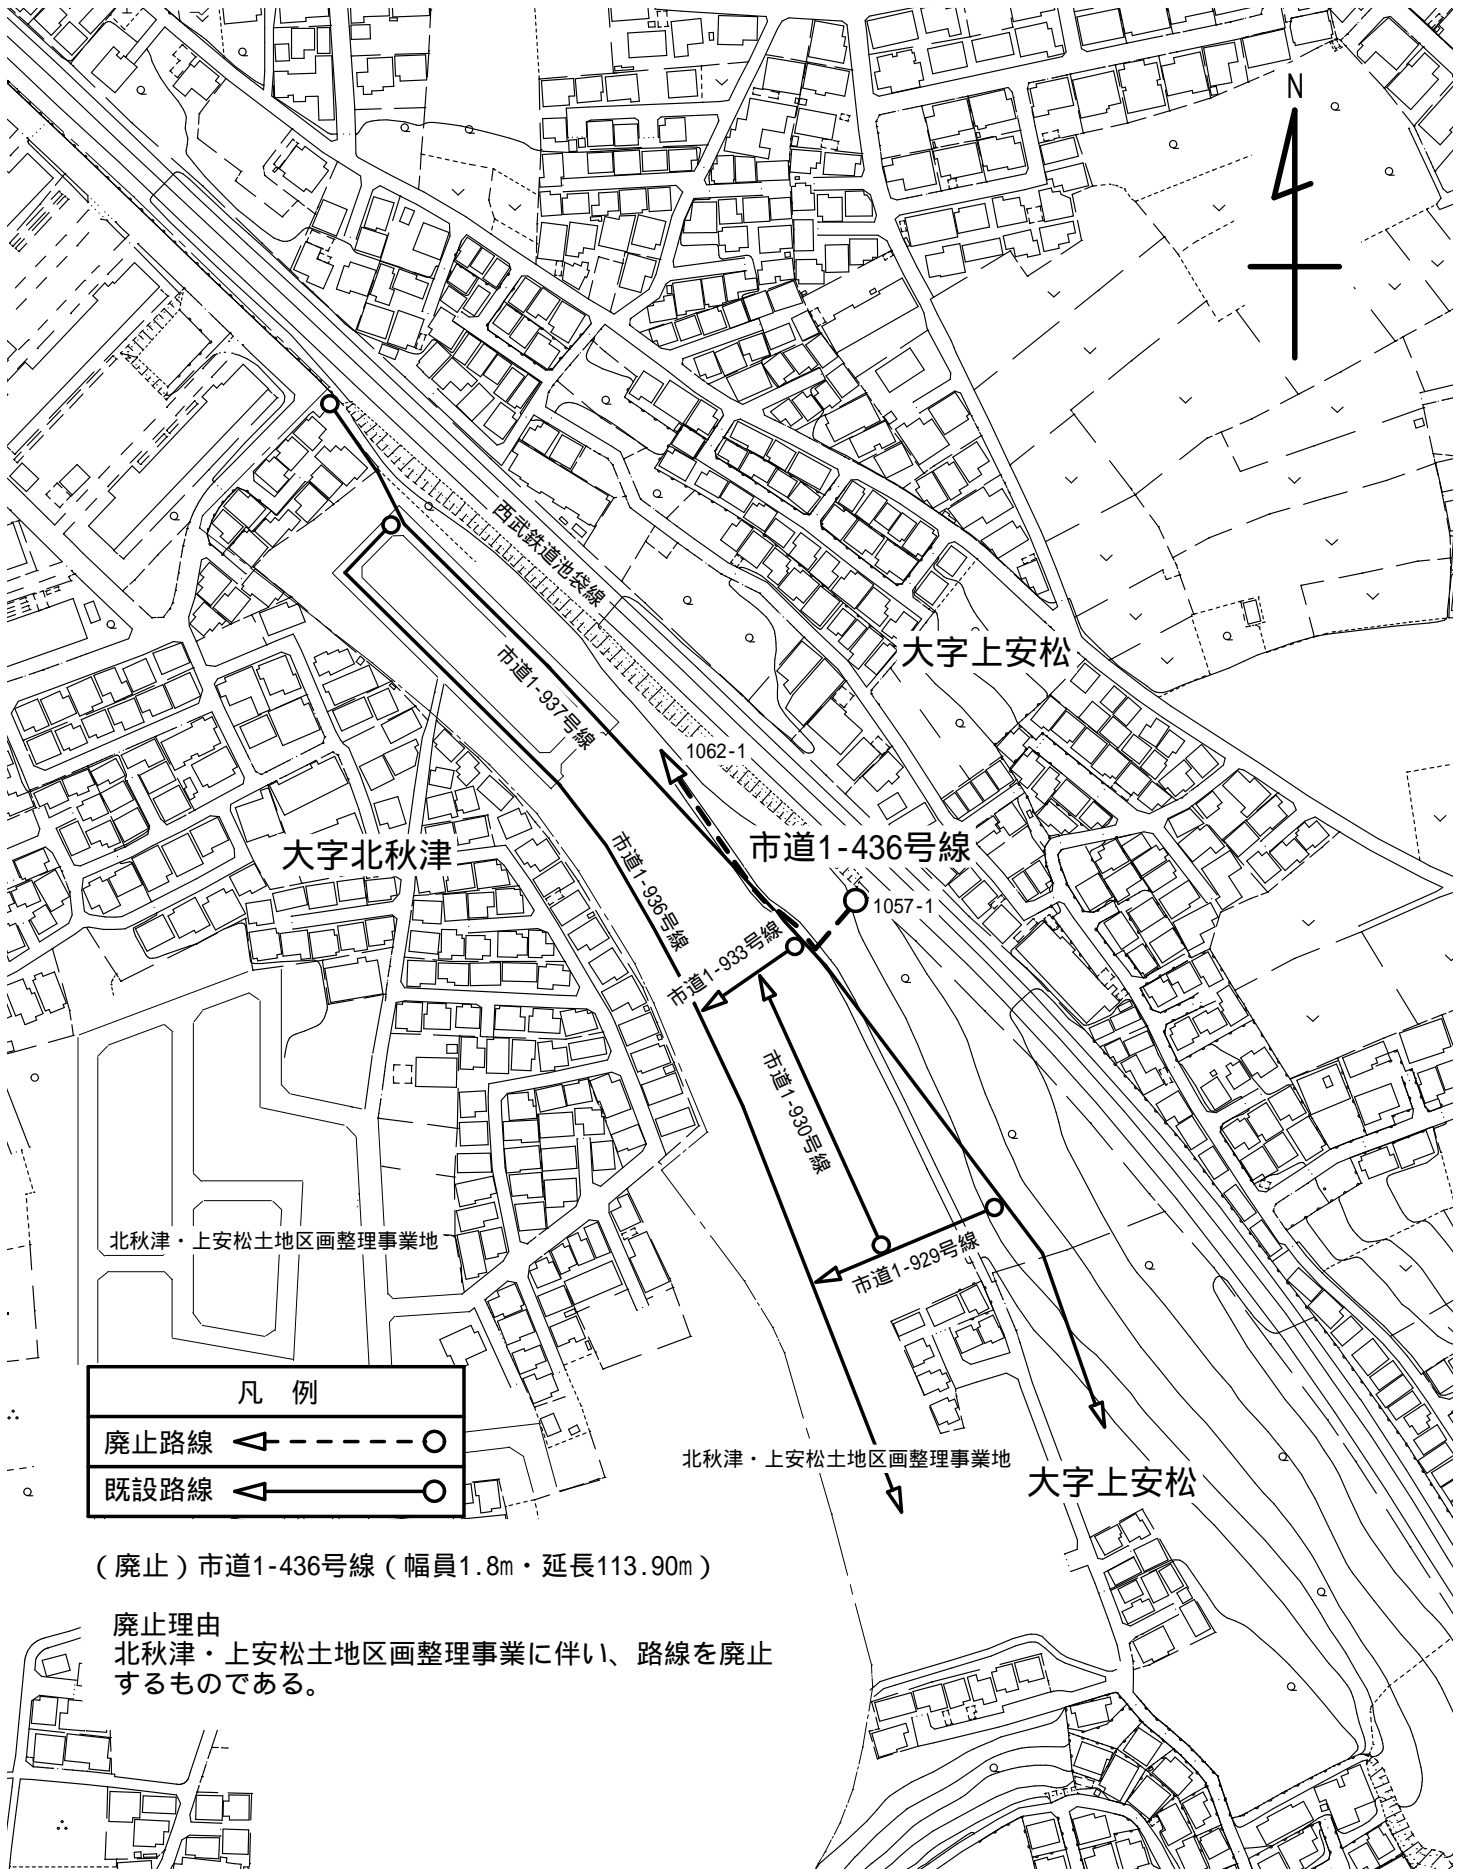 N
西武鉄道池袋線
大字上安松
市道1-937号線
1062-1
市道1-436号線
大字北秋津
市道1-936号線
1057-1
市道1-933号線
市道1-930号線
北秋津・上安松土地区画整理事業地
市道1-929号線
凡 例
廃止路線
既設路線
北秋津・上安松土地区画整理事業地
大字上安松
（廃止）市道1-436号線（幅員1.8m・延長113.90m）
廃止理由
北秋津・上安松土地区画整理事業に伴い、路線を廃止
するものである。